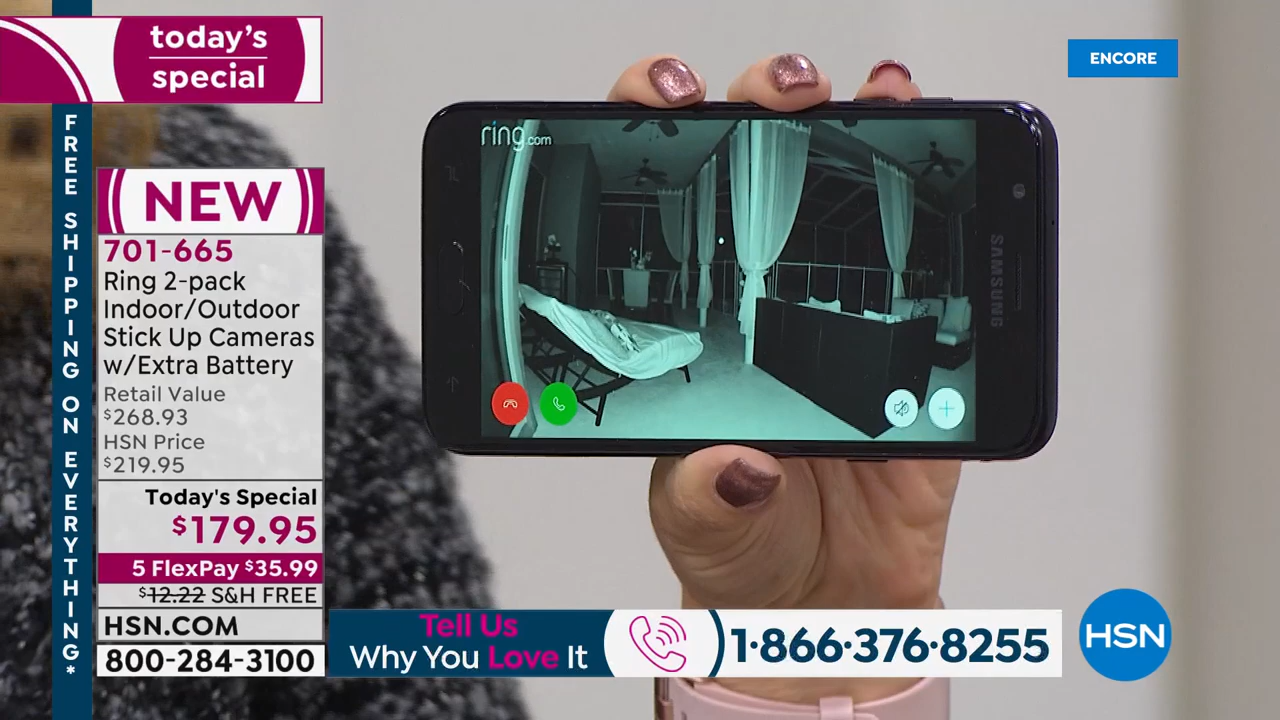 today's
special
ENCORE
FREE SHIPPING ON EVERYTHING*
NEW
701-665
Ring 2-pack
Indoor/Outdoor
Stick Up Cameras
w/Extra Battery
Retail Value
$268.93
HSN Price
$219.95
Today's Special
$179.95
5 FlexPay $35.99
$12.22 S&H FREE
HSN.COM
800-284-3100
ring.com
SAMSUNG
Tell Us
Why You Love It
1·866·376·8255
HSN